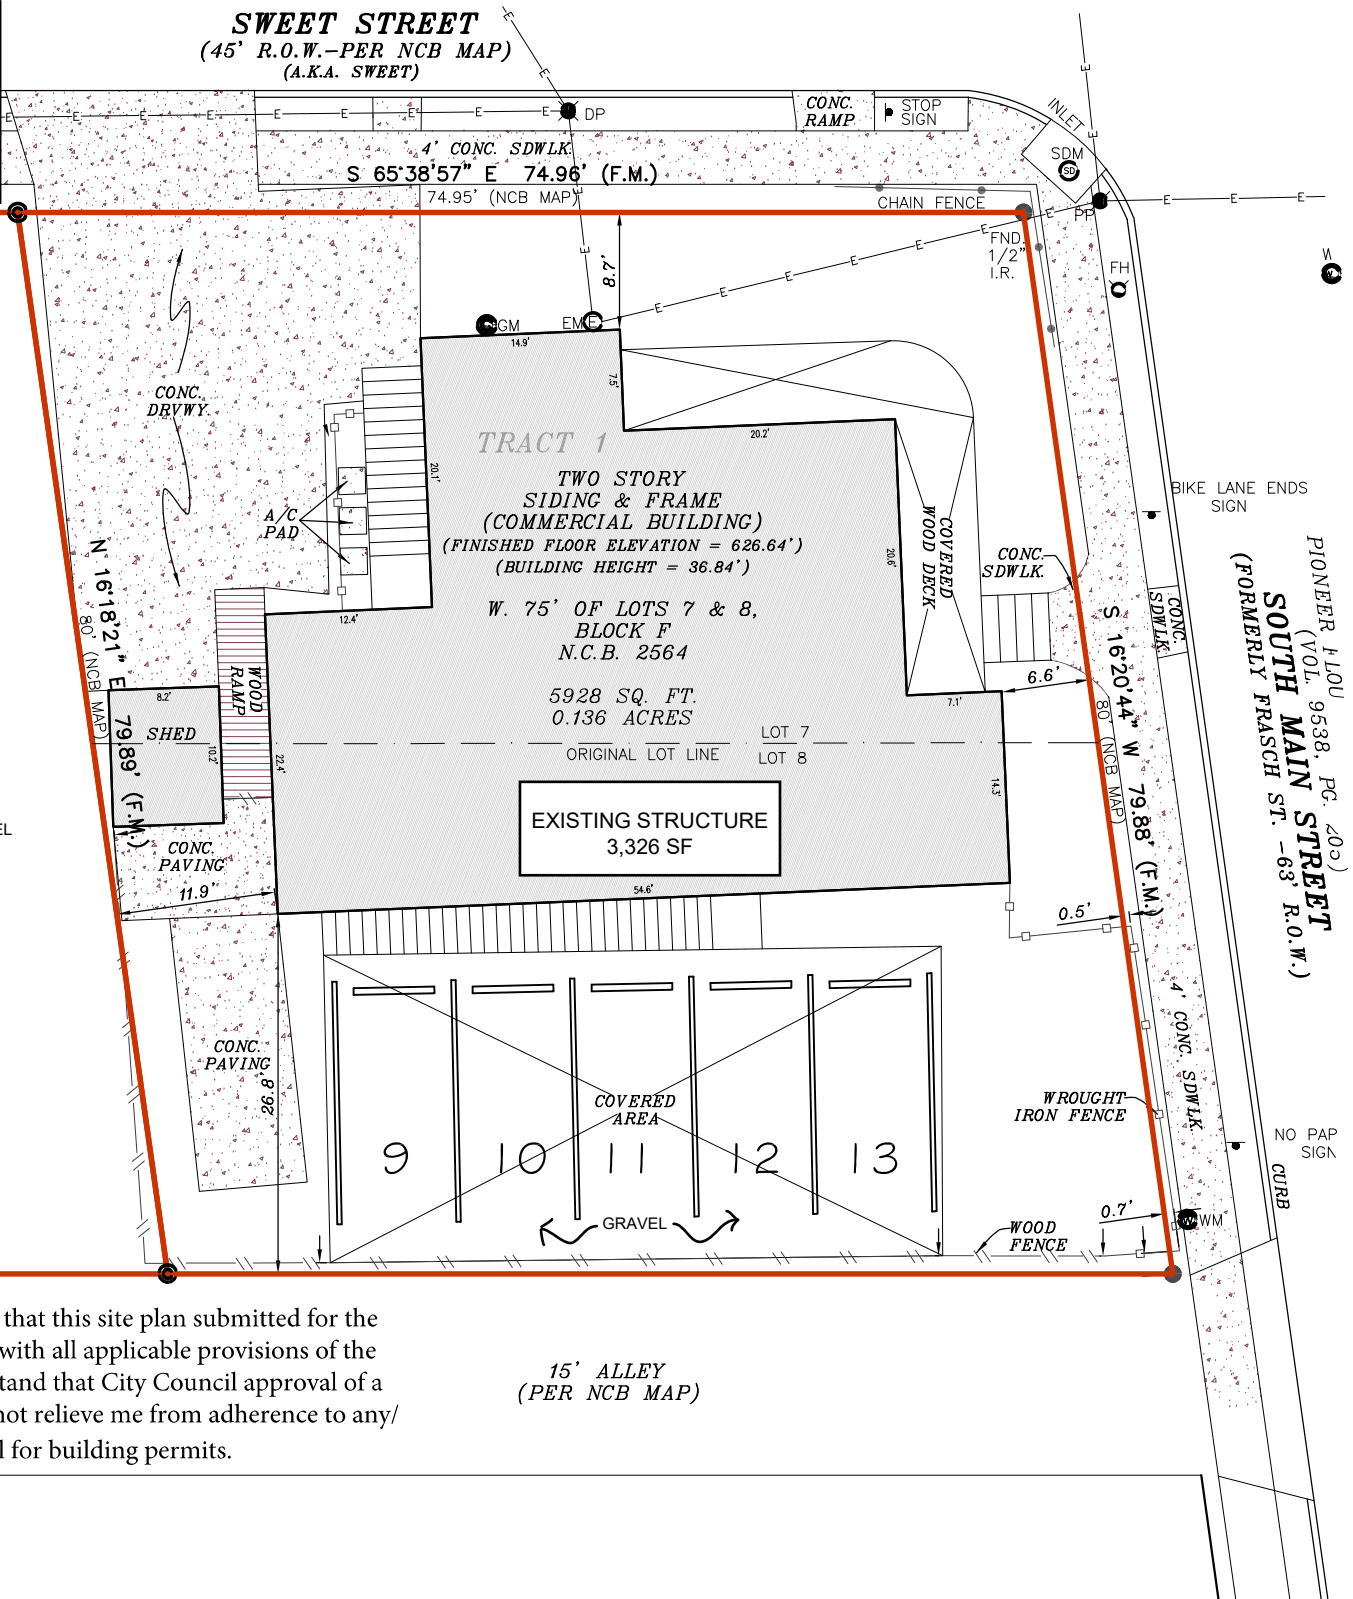 SWEET STREET
(45' R.O.W.-PER NCB MAP)
(A.K.A. SWEET)
E
E
E
E
E
E
E
E
E
DP
CONC.
RAMP
STOP
SIGN
INLET
E
E
4' CONC. SDWLK.
S 65°38'57" E 74.96' (F.M.)
74.95' (NCB MAP)
E
E
SDM
SD
CHAIN FENCE
PP
E
E
E
FND.
1/2"
I.R.
E
E
E
E
E
E
E
FH
W
8.7'
GM
EM
E
14.9'
7.5'
20.2'
20.1'
CONC.
DRVWY.
TRACT 1
TWO STORY
SIDING & FRAME
(COMMERCIAL BUILDING)
(FINISHED FLOOR ELEVATION = 626.64')
(BUILDING HEIGHT = 36.84')
A/C
PAD
COVERED
WOOD DECK
20.6'
CONC.
SDWLK.
BIKE LANE ENDS
SIGN
CONC.
SDWLK.
PIONEER FLOU
(VOL. 9538, PG. 203)
SOUTH MAIN STREET
(FORMERLY FRASCH ST. -63' R.O.W.)
N 16°18'21" E 79.89' (F.M.)
80' (NCB MAP)
S 16°20'44" W 79.88' (F.M.)
80' (NCB MAP)
12.4'
W. 75' OF LOTS 7 & 8,
BLOCK F
N.C.B. 2564
5928 SQ. FT.
0.136 ACRES
WOOD
RAMP
8.2'
SHED
10.2'
22.4'
6.6'
7.1'
LOT 7
ORIGINAL LOT LINE
LOT 8
14.3'
EXISTING STRUCTURE
3,326 SF
EL
CONC.
PAVING
11.9'
54.6'
0.5'
CONC.
PAVING
26.8'
COVERED
AREA
9
10
11
12
13
4' CONC. SDWLK.
WROUGHT
IRON FENCE
NO PAR
SIGN
CURB
GRAVEL
WOOD
FENCE
0.7'
WM
that this site plan submitted for the
with all applicable provisions of the
tand that City Council approval of a
not relieve me from adherence to any/
l for building permits.
15' ALLEY
(PER NCB MAP)